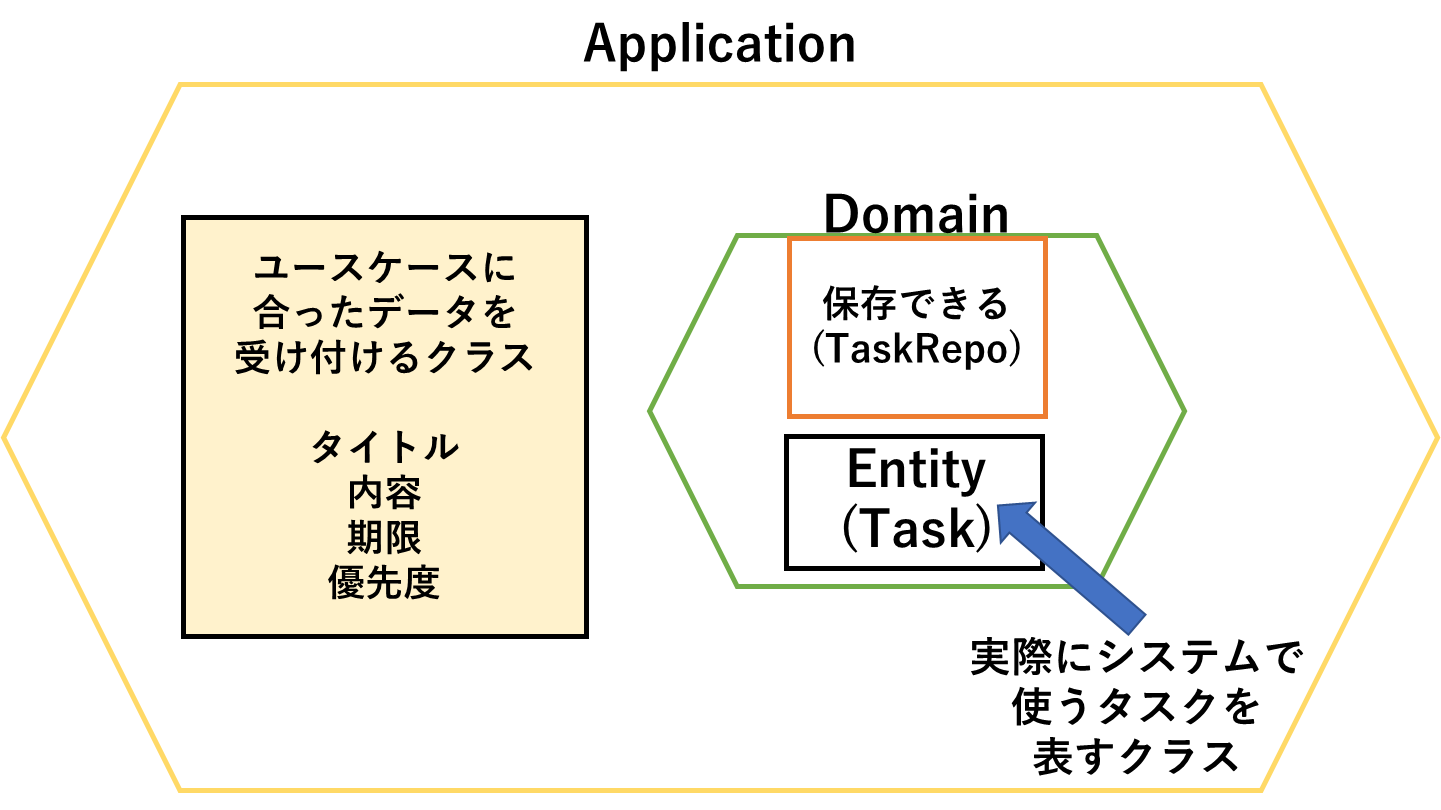 Application
ユースケースに
合ったデータを
受け付けるクラス
タイトル
内容
期限
優先度
Domain
保存できる
(TaskRepo)
Entity
(Task)
実際にシステムで
使うタスクを
表すクラス